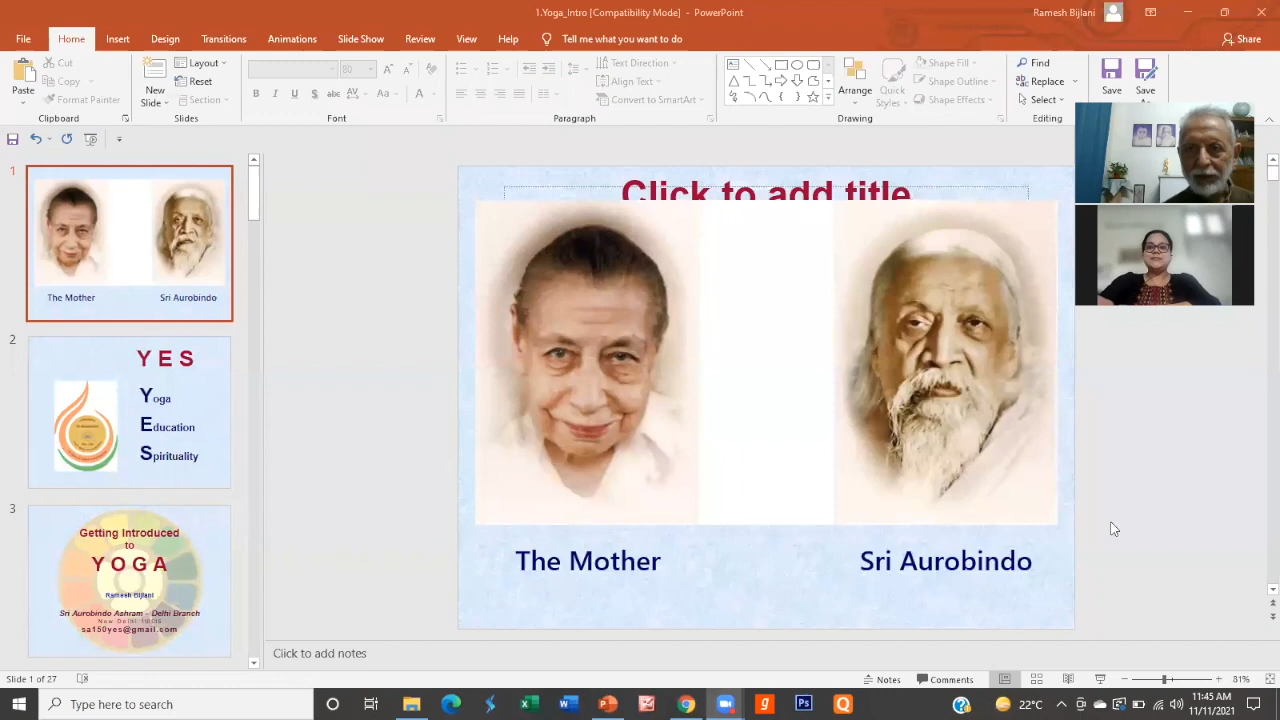 1.Yoga_Intro [Compatibility Mode] - PowerPoint
Ramesh Bijlani
File Home Insert Design Transitions Animations Slide Show Review View Help Tell me what you want to do
Share
Cut
Copy
Format Painter
Paste
Clipboard
New
Slide
Layout
Reset
Section
Slides
80
B I U S abc AV Aa A
Font
Text Direction
Align Text
Convert to SmartArt
Paragraph
Arrange
Quick
Styles
Shape Fill
Shape Outline
Shape Effects
Drawing
Find
Replace
Select
Editing
Save
Save
1
The Mother
Sri Aurobindo
2
Y E S
Yoga
Education
Spirituality
3
Getting Introduced
to
Y O G A
Ramesh Bijlani
Sri Aurobindo Ashram - Delhi Branch
sa150yes@gmail.com
Click to add title
The Mother
Sri Aurobindo
Click to add notes
Slide 1 of 27
Notes
Comments
81%
Type here to search
22°C
11:45 AM
11/11/2021